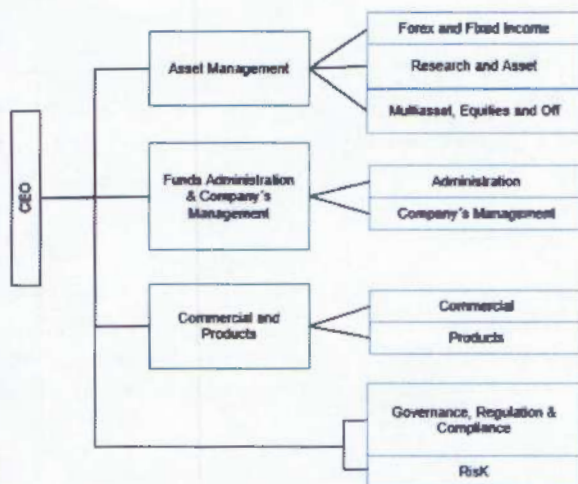 CEO
Asset Management
Forex and Fixed Income
Research and Asset
Multiasset, Equities and Off
Funds Administration
& Company´s
Management
Administration
Company´s Management
Commercial and
Products
Commercial
Products
Governance, Regulation &
Compliance
RisK